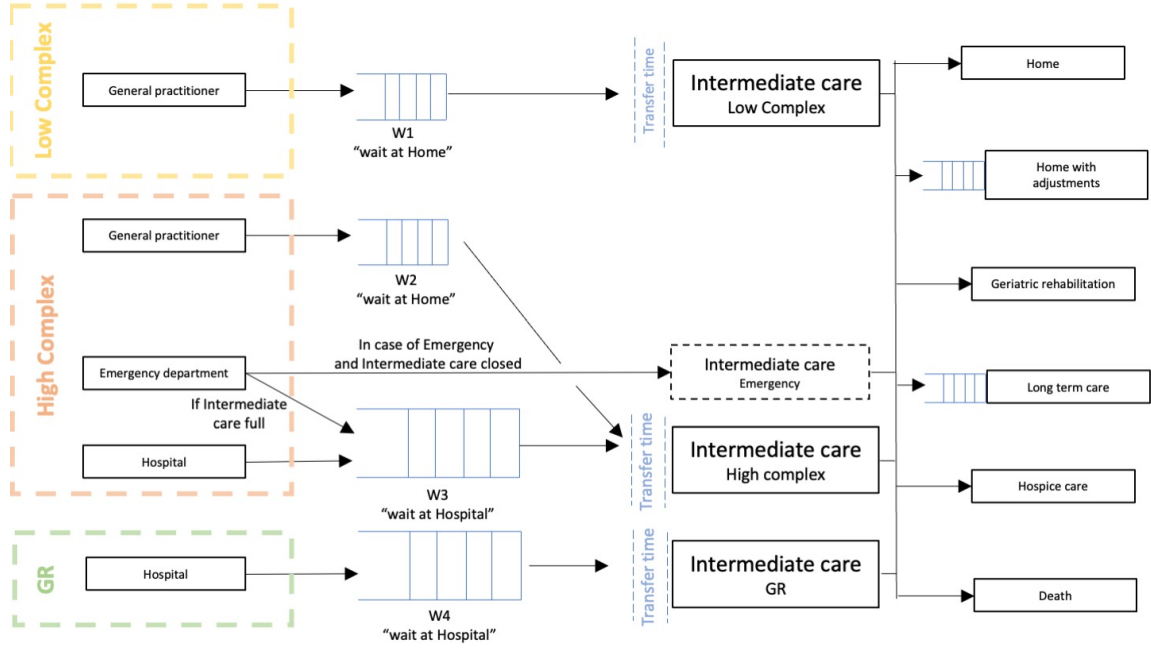 Low Complex
General practitioner
W1
“wait at Home”
Transfer time
Intermediate care
Low Complex
Home
Home with
adjustments
High Complex
General practitioner
W2
“wait at Home”
Geriatric rehabilitation
Emergency department
In case of Emergency
and Intermediate care closed
Intermediate care
Emergency
Long term care
If Intermediate
care full
Hospital
W3
“wait at Hospital”
Transfer time
Intermediate care
High complex
Hospice care
GR
Hospital
W4
“wait at Hospital”
Transfer time
Intermediate care
GR
Death